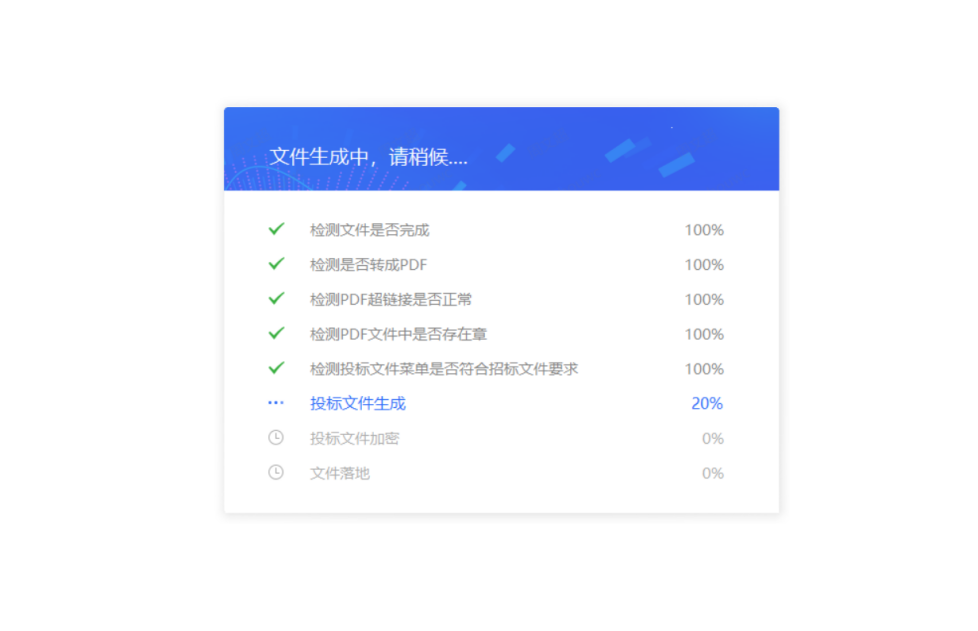 文件生成中，请稍候....
检测文件是否完成 100%
检测是否转成PDF 100%
检测PDF超链接是否正常 100%
检测PDF文件中是否存在章 100%
检测投标文件菜单是否符合招标文件要求 100%
投标文件生成 20%
投标文件加密 0%
文件落地 0%